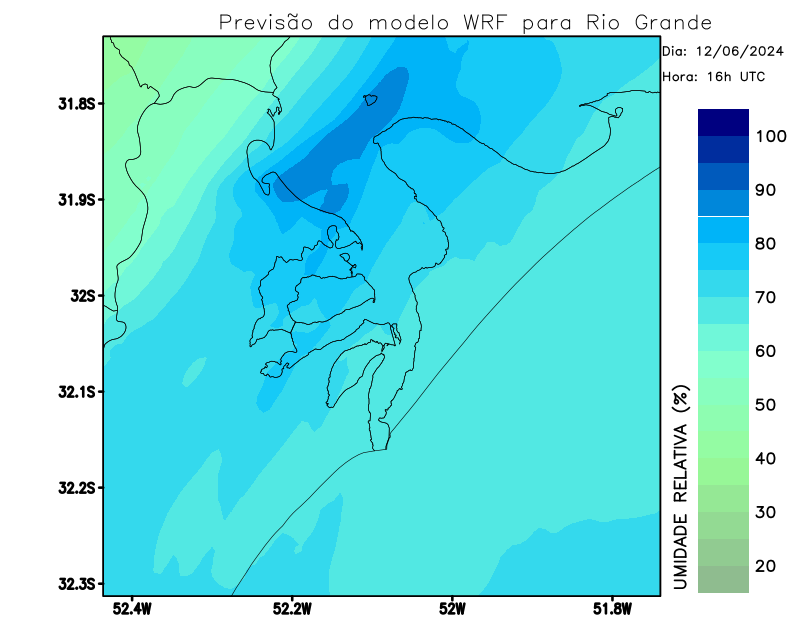 Previsão do modelo WRF para Rio Grande
Dia: 12/06/2024
Hora: 16h UTC
31.8S
31.9S
32S
32.1S
32.2S
32.3S
52.4W
52.2W
52W
51.8W
100
90
80
70
60
50
40
30
20
UMIDADE RELATIVA (%)